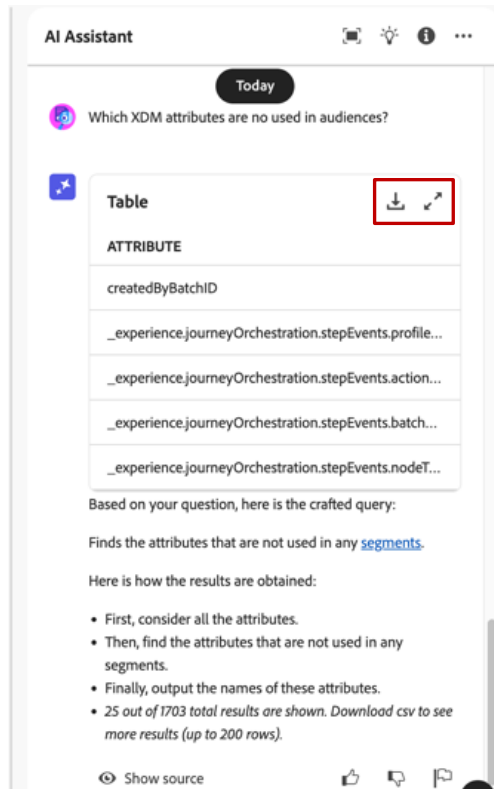 AI Assistant
Today
Which XDM attributes are no used in audiences?
Table
ATTRIBUTE
createdByBatchID
_experience.journeyOrchestration.stepEvents.profile...
_experience.journeyOrchestration.stepEvents.action...
_experience.journeyOrchestration.stepEvents.batch...
_experience.journeyOrchestration.stepEvents.nodeT...
Based on your question, here is the crafted query:
Finds the attributes that are not used in any segments.
Here is how the results are obtained:
• First, consider all the attributes.
• Then, find the attributes that are not used in any
segments.
• Finally, output the names of these attributes.
• 25 out of 1703 total results are shown. Download csv to see
more results (up to 200 rows).
Show source